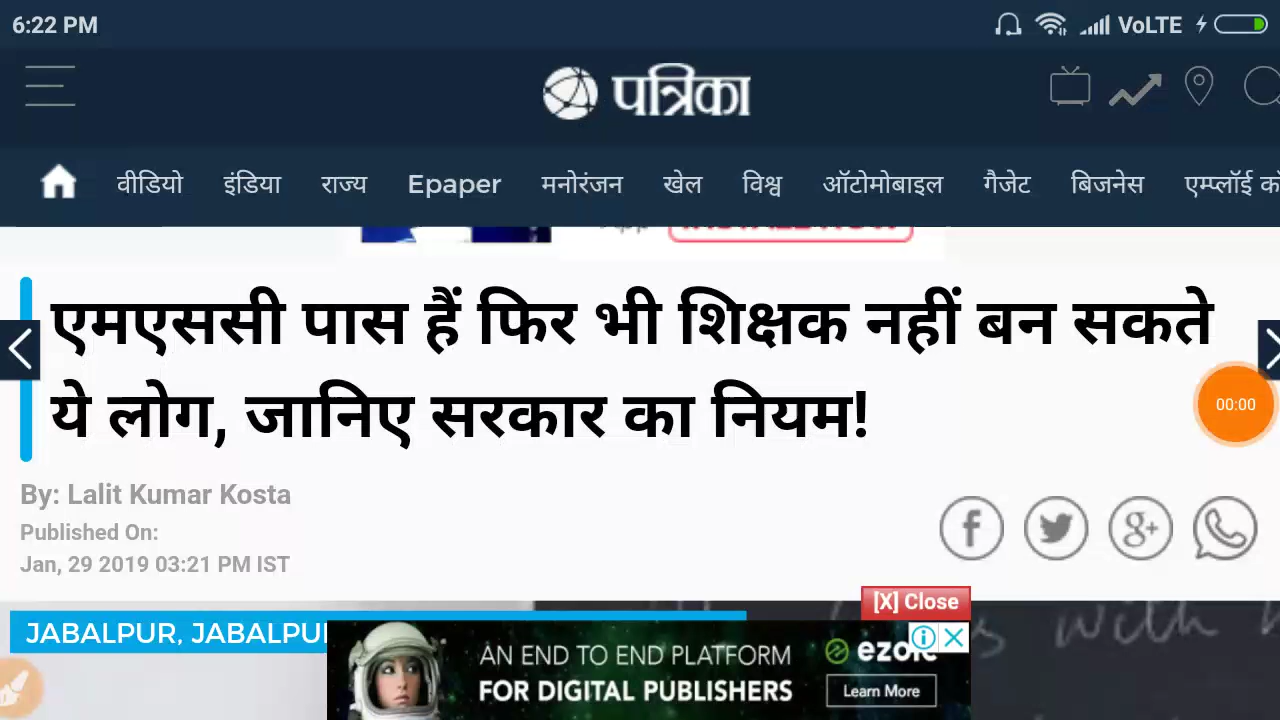 6:22 PM
VoLTE
पत्रिका
वीडियो इंडिया राज्य Epaper मनोरंजन खेल विश्व ऑटोमोबाइल गैजेट बिजनेस एम्प्लॉई
एमएससी पास हैं फिर भी शिक्षक नहीं बन सकते
ये लोग, जानिए सरकार का नियम!
00:00
By: Lalit Kumar Kosta
Published On:
Jan, 29 2019 03:21 PM IST
[X] Close
JABALPUR,
AN END TO END PLATFORM
FOR DIGITAL PUBLISHERS
ezoic
Learn More
with